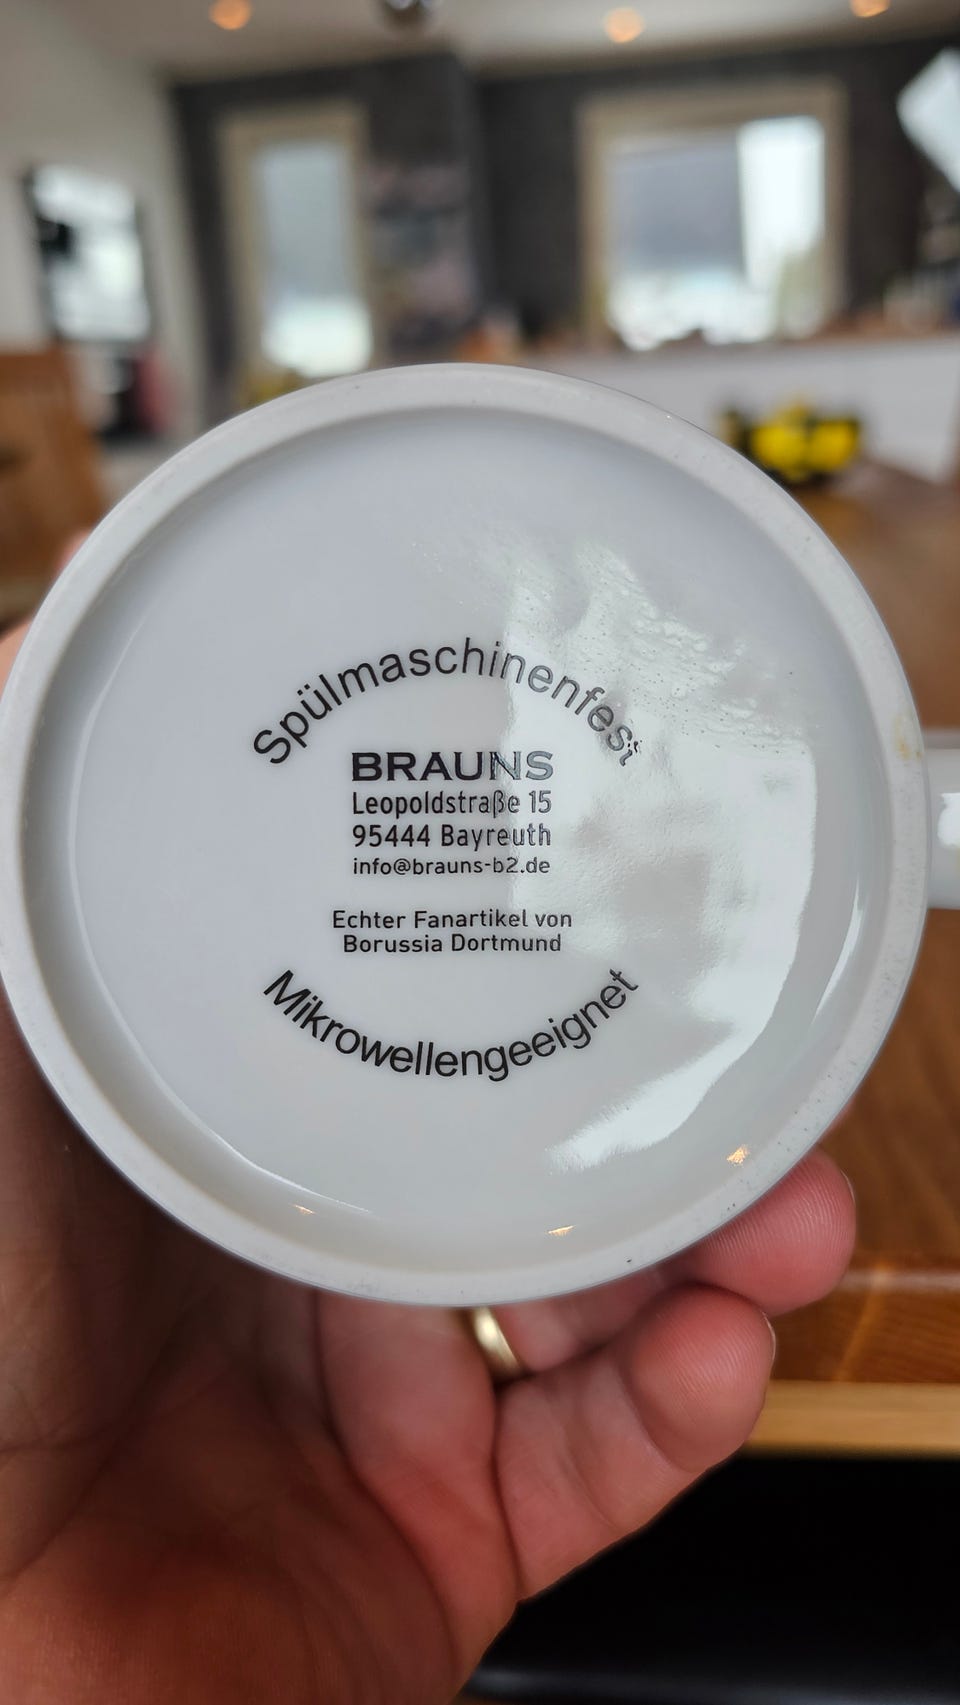 Spülmaschinenfest
BRAUNS
Leopoldstraße 15
95444 Bayreuth
info@brauns-b2.de
Echter Fanartikel von
Borussia Dortmund
Mikrowellengeeignet